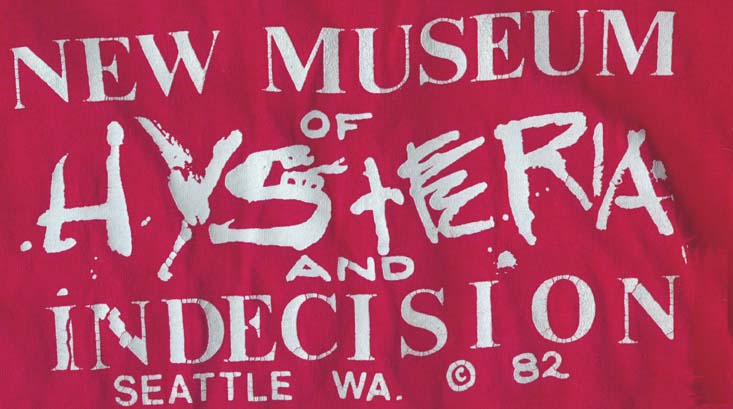 NEW MUSEUM
OF
HYSTERIA
AND
INDECISION
SEATTLE WA. © 82